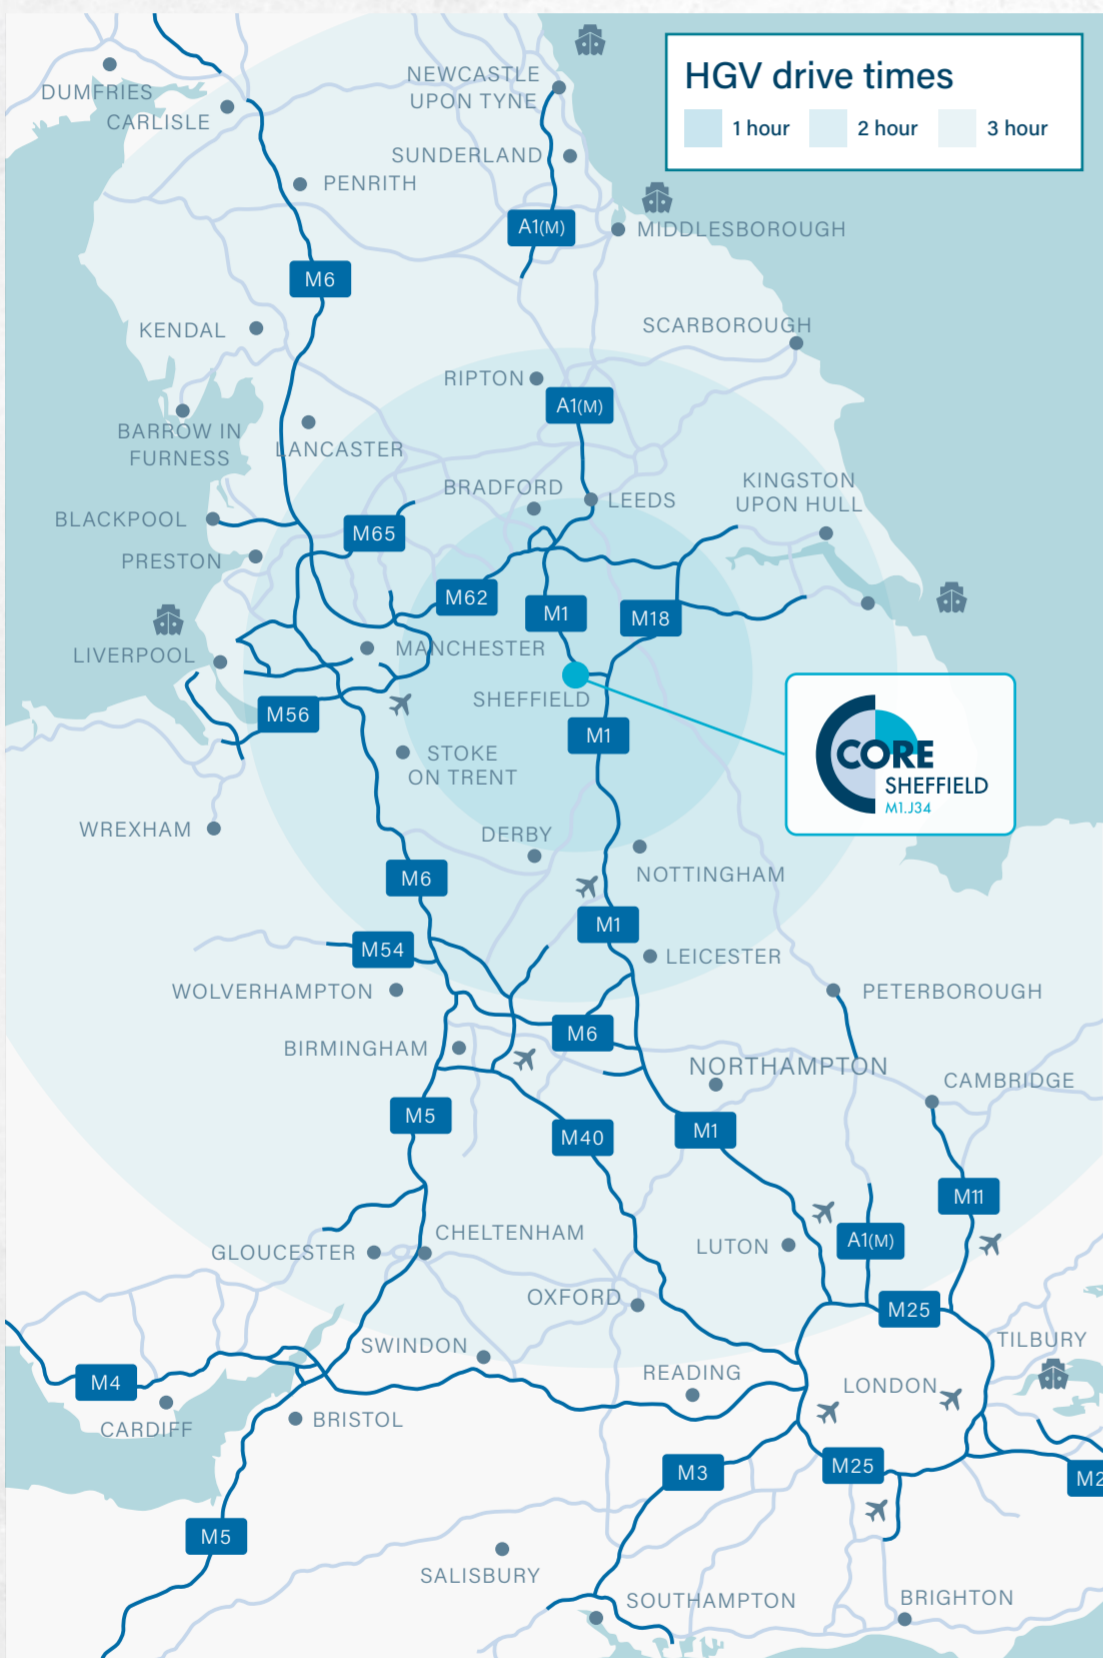 HGV drive times
1 hour
2 hour
3 hour
DUMFRIES
CARLISLE
NEWCASTLE
UPON TYNE
SUNDERLAND
PENRITH
A1(M)
MIDDLESBOROUGH
M6
KENDAL
SCARBOROUGH
RIPTON
A1(M)
BARROW IN
FURNESS
LANCASTER
BRADFORD
LEEDS
KINGSTON
UPON HULL
BLACKPOOL
M65
PRESTON
M62
M1
M18
LIVERPOOL
MANCHESTER
SHEFFIELD
M56
M1
STOKE
ON TRENT
CORE
SHEFFIELD
M1.J34
WREXHAM
DERBY
NOTTINGHAM
M6
M1
M54
LEICESTER
WOLVERHAMPTON
PETERBOROUGH
M6
BIRMINGHAM
NORTHAMPTON
CAMBRIDGE
M5
M40
M1
M11
GLOUCESTER
CHELTENHAM
LUTON
A1(M)
OXFORD
M25
SWINDON
TILBURY
READING
LONDON
M4
CARDIFF
BRISTOL
M3
M25
M2
M5
SALISBURY
SOUTHAMPTON
BRIGHTON